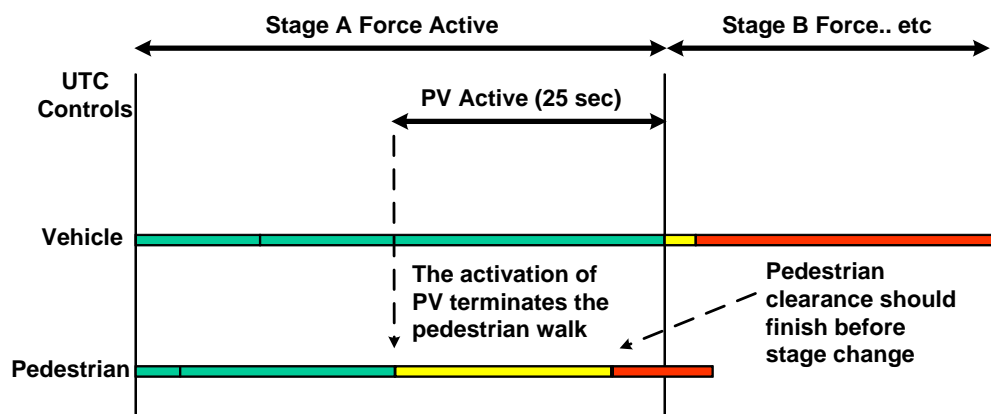 Stage A Force Active
Stage B Force.. etc
UTC
Controls
PV Active (25 sec)
Vehicle
The activation of
PV terminates the
pedestrian walk
Pedestrian
clearance should
finish before
stage change
Pedestrian